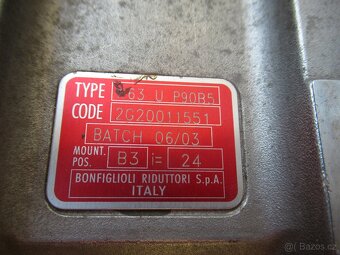 TYPE 63 U P90B5
CODE 2G20011551
BATCH 06/03
MOUNT. POS. B3 i= 24
BONFIGLIOLI RIDUTTORI S.p.A.
ITALY
© Bazos.cz